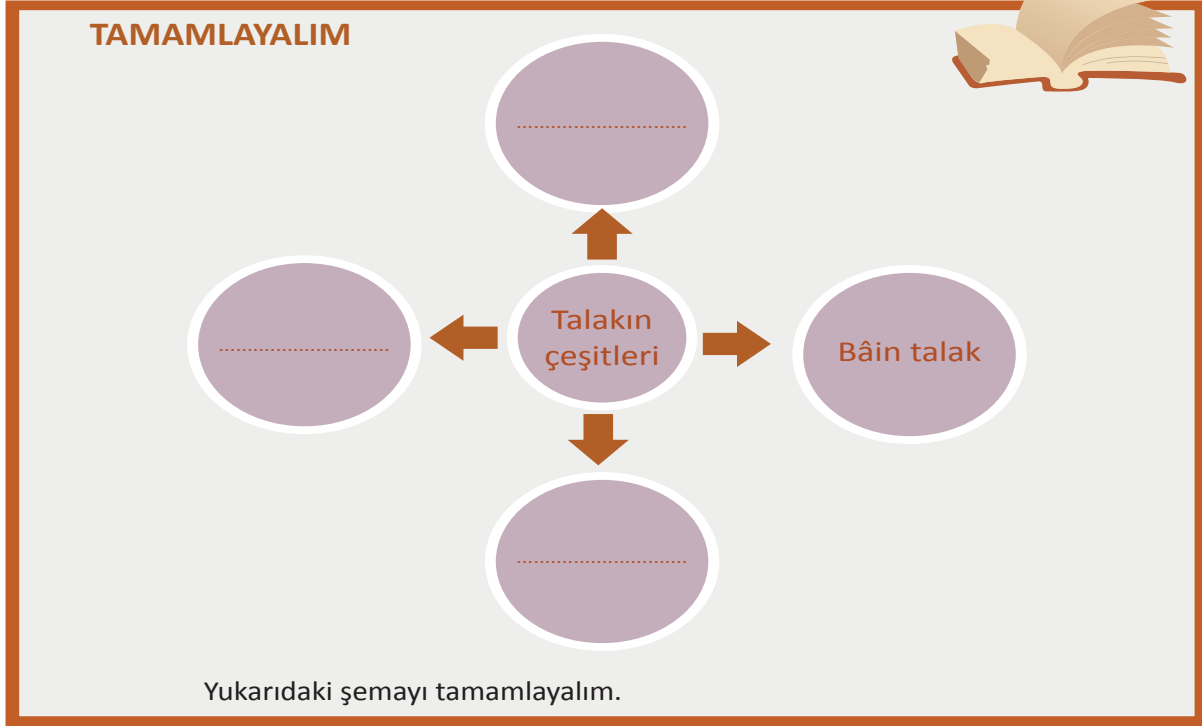 TAMAMLAYALIM
................................
................................
Talakın
çeşitleri
Bâin talak
................................
Yukarıdaki şemayı tamamlayalım.